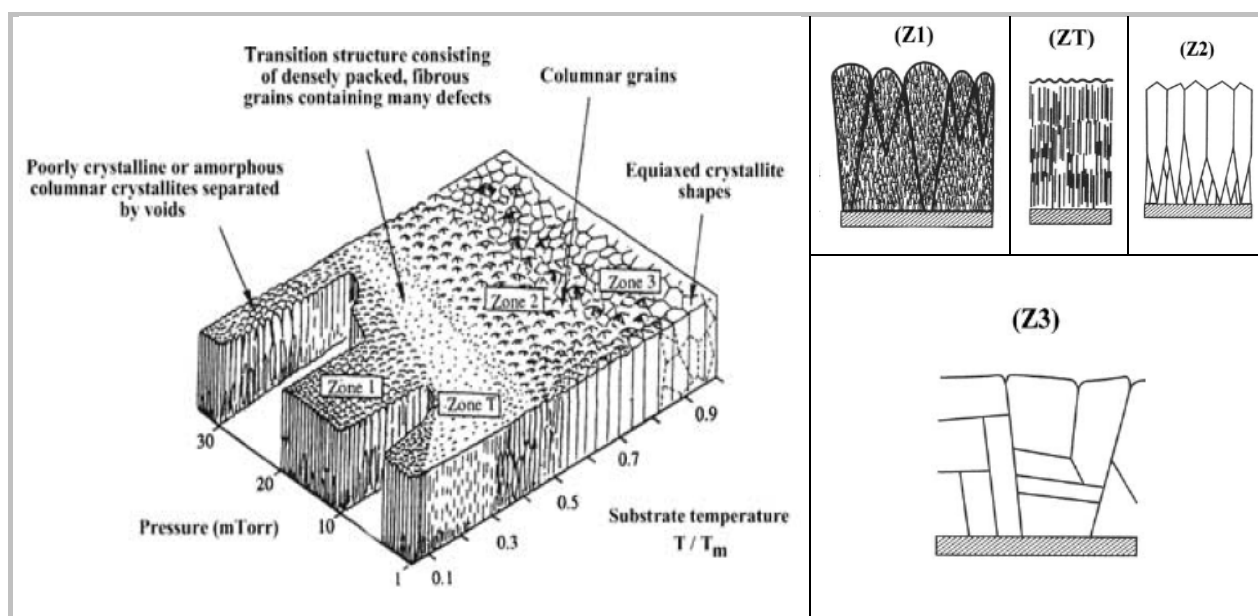 Transition structure consisting
of densely packed, fibrous
grains containing many defects
Columnar grains
Poorly crystalline or amorphous
columnar crystallites separated
by voids
Equiaxed crystallite
shapes
Zone 3
Zone 2
Zone 1
Zone T
30
20
10
1
Pressure (mTorr)
0.1
0.3
0.5
0.7
0.9
Substrate temperature
T / Tm
(Z1)
(ZT)
(Z2)
(Z3)